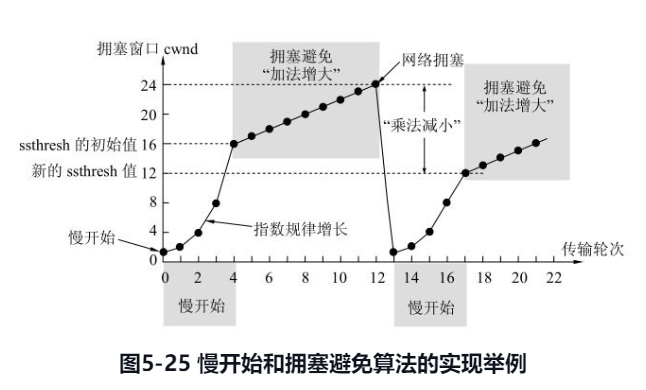 拥塞窗口 cwnd
拥塞避免
“加法增大”
网络拥塞
拥塞避免
“加法增大”
24
20
ssthresh 的初始值 16
“乘法减小”
新的 ssthresh 值 12
8
4
慢开始
指数规律增长
传输轮次
0
0 2 4 6 8 10 12 14 16 18 20 22
慢开始
慢开始
图5-25 慢开始和拥塞避免算法的实现举例